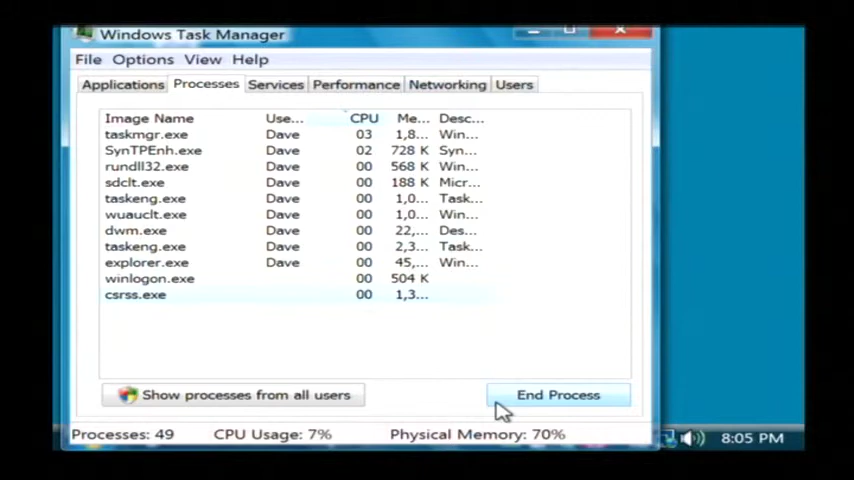 Windows Task Manager
File Options View Help
Applications Processes Services Performance Networking Users
Image Name Use... CPU Me... Desc...
taskmgr.exe Dave 03 1,8... Win...
SynTPEnh.exe Dave 02 728 K Syn...
rundll32.exe Dave 00 568 K Win...
sdclt.exe Dave 00 188 K Micr...
taskeng.exe Dave 00 1,0... Task...
wuauclt.exe Dave 00 1,0... Win...
dwm.exe Dave 00 22,... Des...
taskeng.exe Dave 00 2,3... Task...
explorer.exe Dave 00 45,... Win...
winlogon.exe 00 504 K
csrss.exe 00 1,3...
Show processes from all users End Process
Processes: 49 CPU Usage: 7% Physical Memory: 70%
8:05 PM